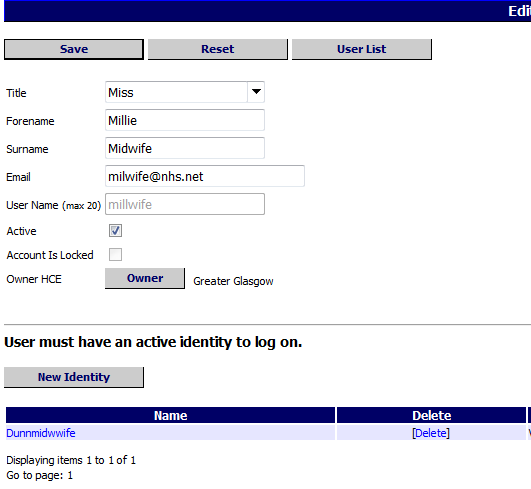 Edit
Save Reset User List
Title Miss
Forename Millie
Surname Midwife
Email milwife@nhs.net
User Name (max 20) millwife
Active
Account Is Locked
Owner HCE Owner Greater Glasgow
User must have an active identity to log on.
New Identity
Name Delete
Dunnmidwwife [Delete]
Displaying items 1 to 1 of 1
Go to page: 1